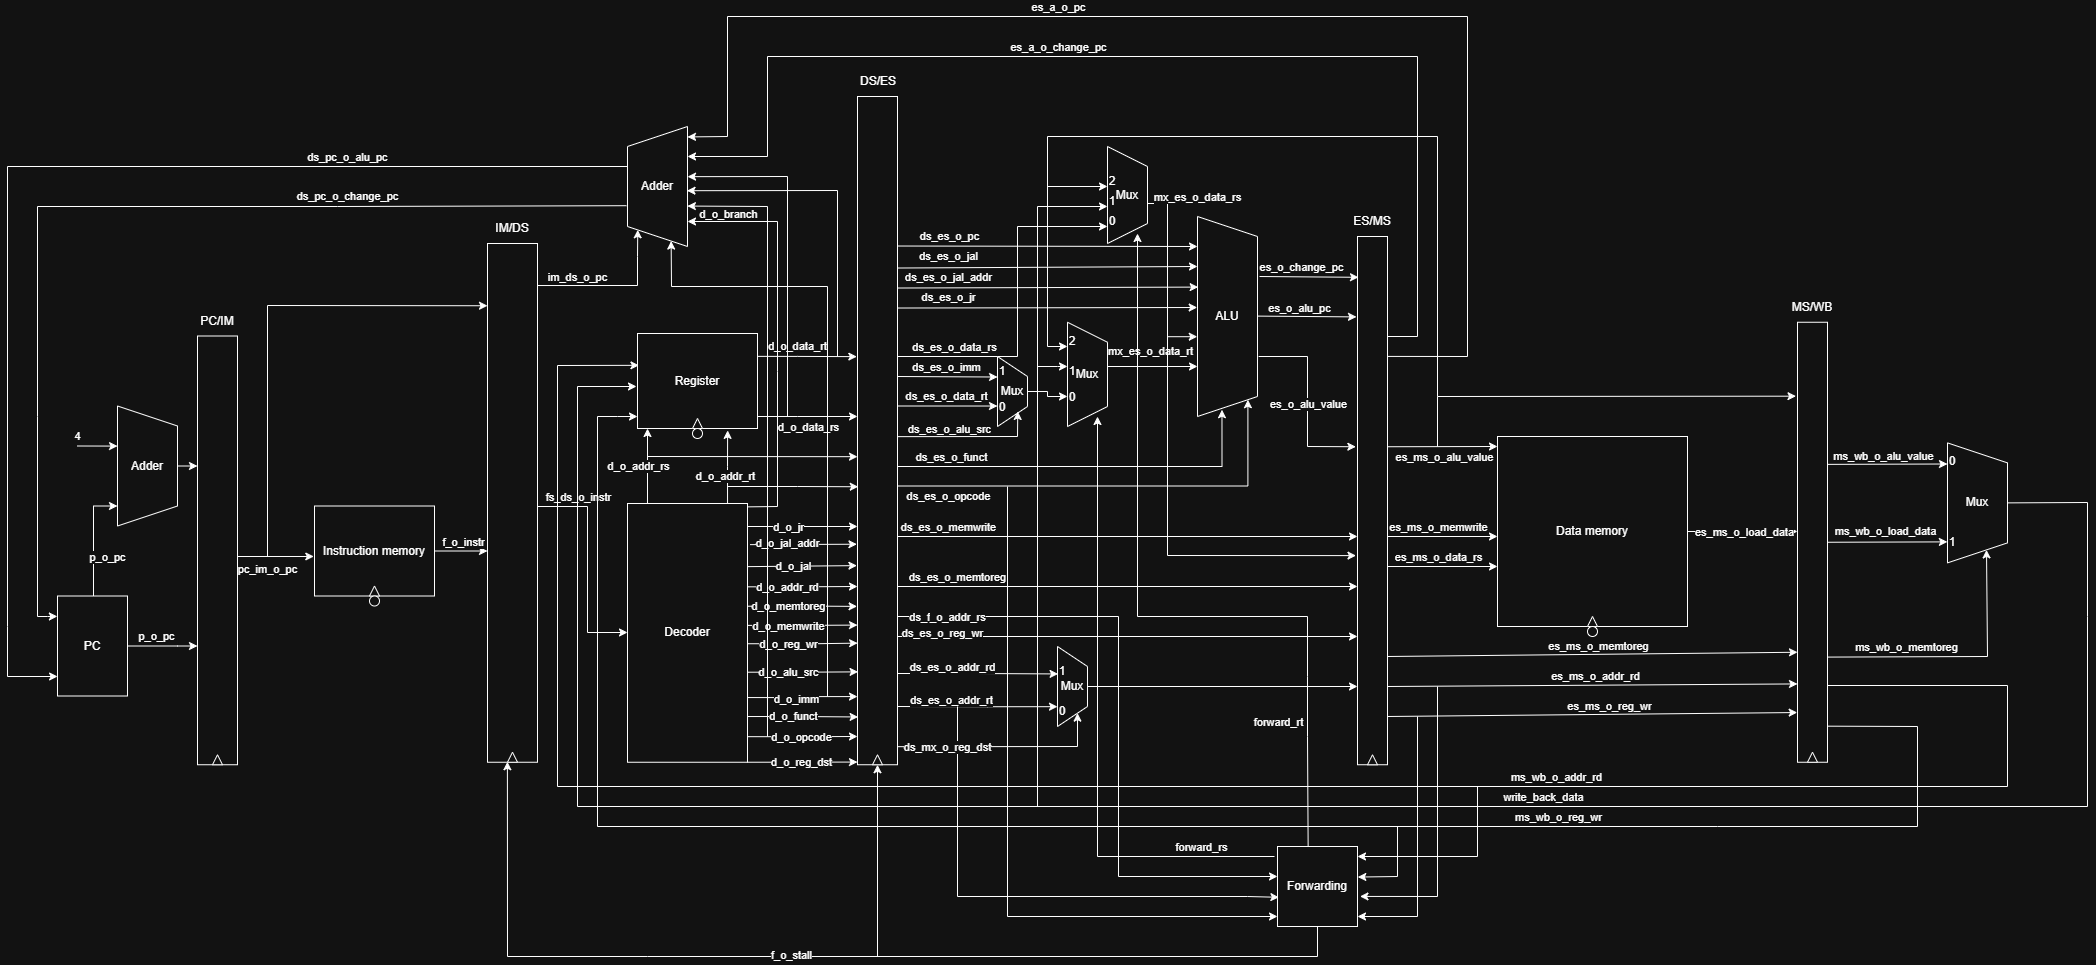 es_a_o_pc
es_a_o_change_pc
DS/ES
ds_pc_o_alu_pc
Adder
ds_pc_o_change_pc
d_o_branch
IM/DS
im_ds_o_pc
PC/IM
2
Mux
1
0
mx_es_o_data_rs
ES/MS
ds_es_o_pc
ds_es_o_jal
ds_es_o_jal_addr
ds_es_o_jr
ALU
es_o_change_pc
es_o_alu_pc
MS/WB
d_o_data_rt
Register
d_o_data_rs
ds_es_o_data_rs
ds_es_o_imm
ds_es_o_data_rt
ds_es_o_alu_src
1
Mux
0
2
1
Mux
0
mx_es_o_data_rt
es_o_alu_value
4
Adder
d_o_addr_rs
d_o_addr_rt
ds_es_o_funct
ds_es_o_opcode
es_ms_o_alu_value
ms_wb_o_alu_value
0
Mux
1
fs_ds_o_instr
p_o_pc
pc_im_o_pc
Instruction memory
f_o_instr
d_o_jr
d_o_jal_addr
d_o_jal
d_o_addr_rd
d_o_memtoreg
d_o_memwrite
d_o_reg_wr
d_o_alu_src
d_o_imm
d_o_funct
d_o_opcode
d_o_reg_dst
Decoder
ds_es_o_memwrite
es_ms_o_memwrite
es_ms_o_data_rs
Data memory
es_ms_o_load_data
ms_wb_o_load_data
ds_es_o_memtoreg
ds_f_o_addr_rs
ds_es_o_reg_wr
PC
p_o_pc
ds_es_o_addr_rd
ds_es_o_addr_rt
1
Mux
0
ds_mx_o_reg_dst
es_ms_o_memtoreg
ms_wb_o_memtoreg
es_ms_o_addr_rd
es_ms_o_reg_wr
forward_rt
ms_wb_o_addr_rd
write_back_data
ms_wb_o_reg_wr
forward_rs
Forwarding
f_o_stall